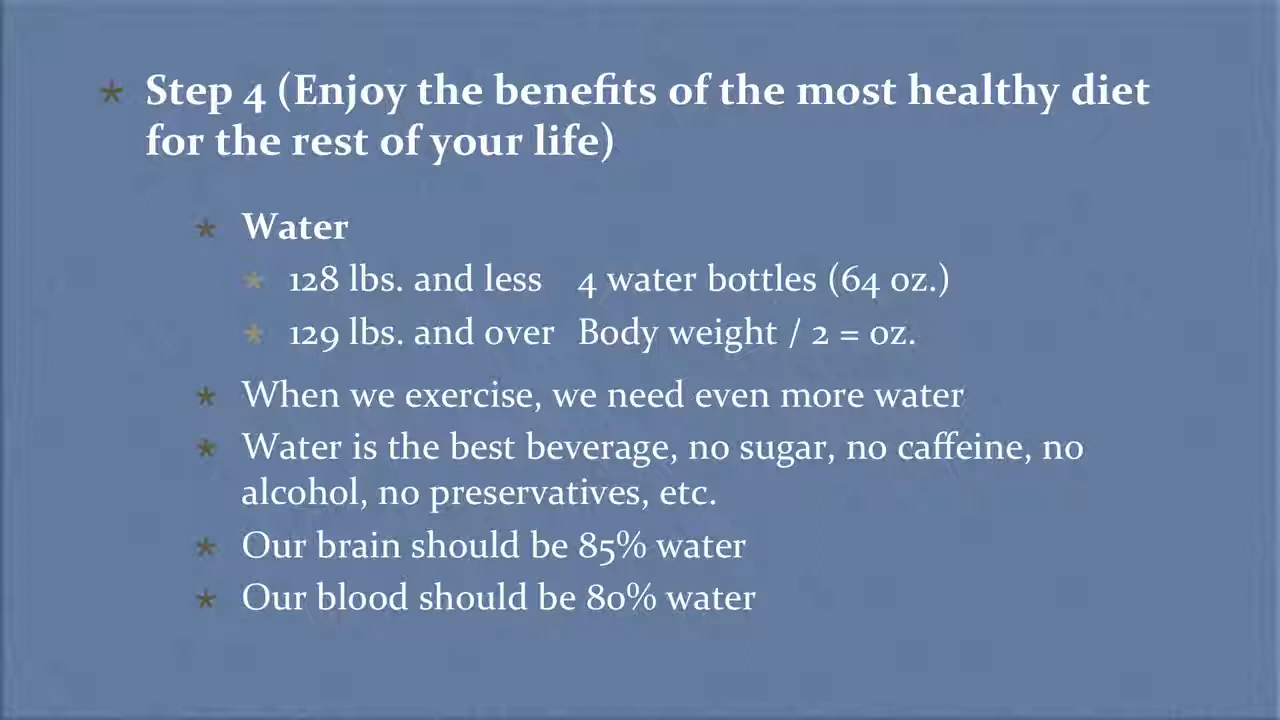 * Step 4 (Enjoy the benefits of the most healthy diet
for the rest of your life)
* Water
* 128 lbs. and less 4 water bottles (64 oz.)
* 129 lbs. and over Body weight / 2 = oz.
* When we exercise, we need even more water
* Water is the best beverage, no sugar, no caffeine, no
alcohol, no preservatives, etc.
* Our brain should be 85% water
* Our blood should be 80% water